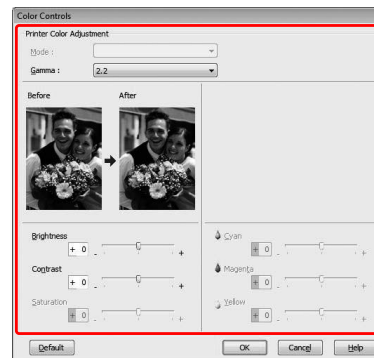 Color Controls
Printer Color Adjustment
Mode :
Gamma : 2.2
Before After
Brightness
+ 0 - +
Contrast
+ 0 - +
Saturation
+ 0 - +
Cyan
+ 0 - +
Magenta
+ 0 - +
Yellow
+ 0 - +
Default OK Cancel Help